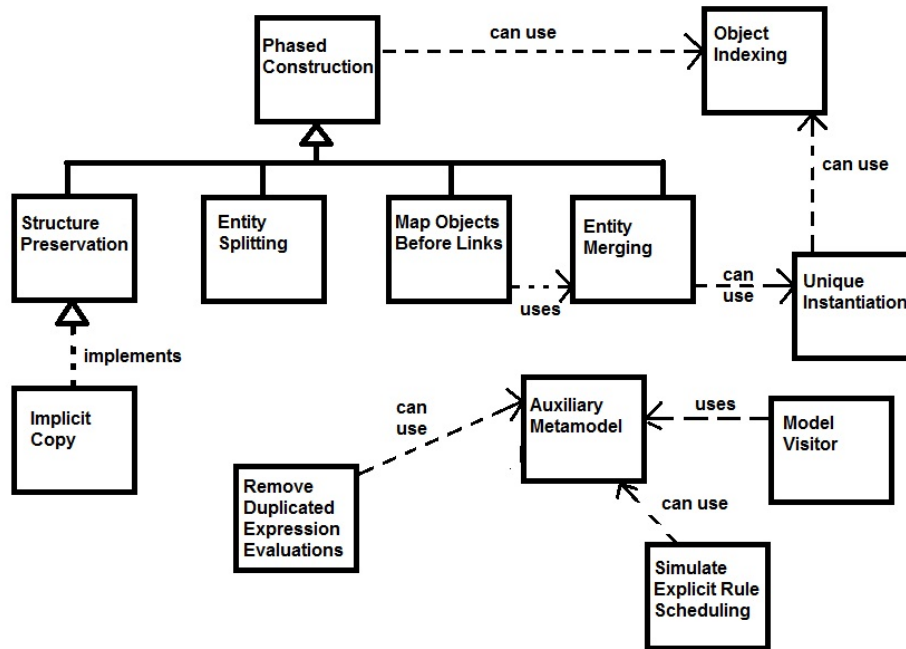 Phased
Construction
can use
Object
Indexing
can use
Structure
Preservation
Entity
Splitting
Map Objects
Before Links
Entity
Merging
uses
can
use
Unique
Instantiation
implements
Implicit
Copy
can
use
Auxiliary
Metamodel
uses
Model
Visitor
Remove
Duplicated
Expression
Evaluations
can use
Simulate
Explicit Rule
Scheduling